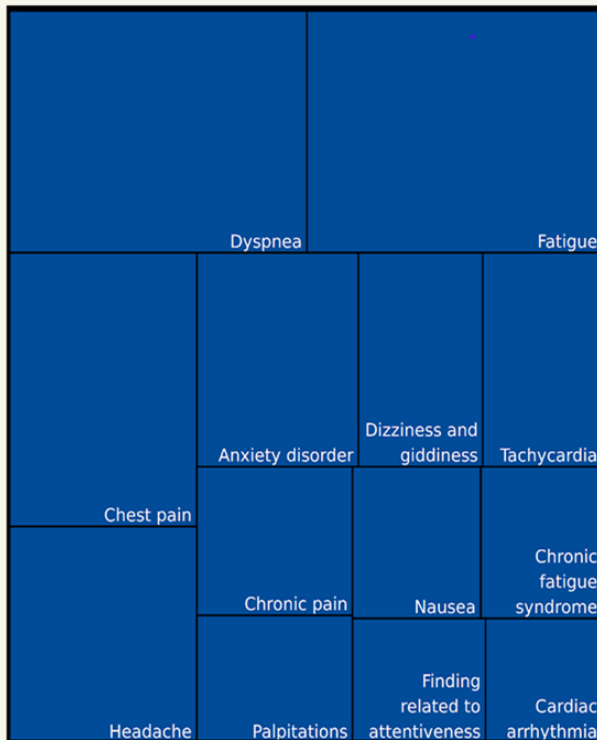 Dyspnea
Fatigue
Dizziness and
giddiness
Anxiety disorder
Tachycardia
Chest pain
Chronic pain
Nausea
Chronic
fatigue
syndrome
Headache
Palpitations
Finding
related to
attentiveness
Cardiac
arrhythmia